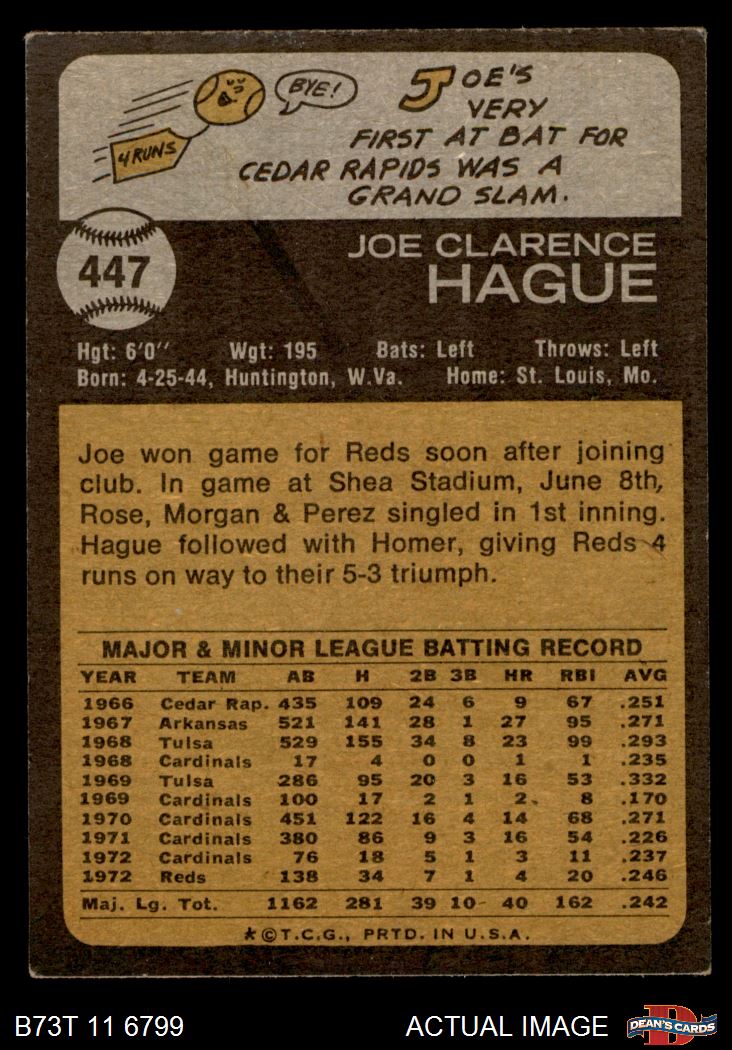 JOE'S
VERY
FIRST AT BAT FOR
CEDAR RAPIDS WAS A
GRAND SLAM.
BYE!
4 RUNS
447
JOE CLARENCE
HAGUE
Hgt: 6'0" Wgt: 195 Bats: Left Throws: Left
Born: 4-25-44, Huntington, W.Va. Home: St. Louis, Mo.
Joe won game for Reds soon after joining
club. In game at Shea Stadium, June 8th,
Rose, Morgan & Perez singled in 1st inning.
Hague followed with Homer, giving Reds 4
runs on way to their 5-3 triumph.
MAJOR & MINOR LEAGUE BATTING RECORD
YEAR TEAM AB H 2B 3B HR RBI AVG
1966 Cedar Rap. 435 109 24 6 9 67 .251
1967 Arkansas 521 141 28 1 27 95 .271
1968 Tulsa 529 155 34 8 23 99 .293
1968 Cardinals 17 4 0 0 1 1 .235
1969 Tulsa 286 95 20 3 16 53 .332
1969 Cardinals 100 17 2 1 2 8 .170
1970 Cardinals 451 122 16 4 14 68 .271
1971 Cardinals 380 86 9 3 16 54 .226
1972 Cardinals 76 18 5 1 3 11 .237
1972 Reds 138 34 7 1 4 20 .246
Maj. Lg. Tot. 1162 281 39 10 40 162 .242
*©T.C.G., PRTD. IN U.S.A.
B73T 11 6799 ACTUAL IMAGE
D
DEAN'S CARDS